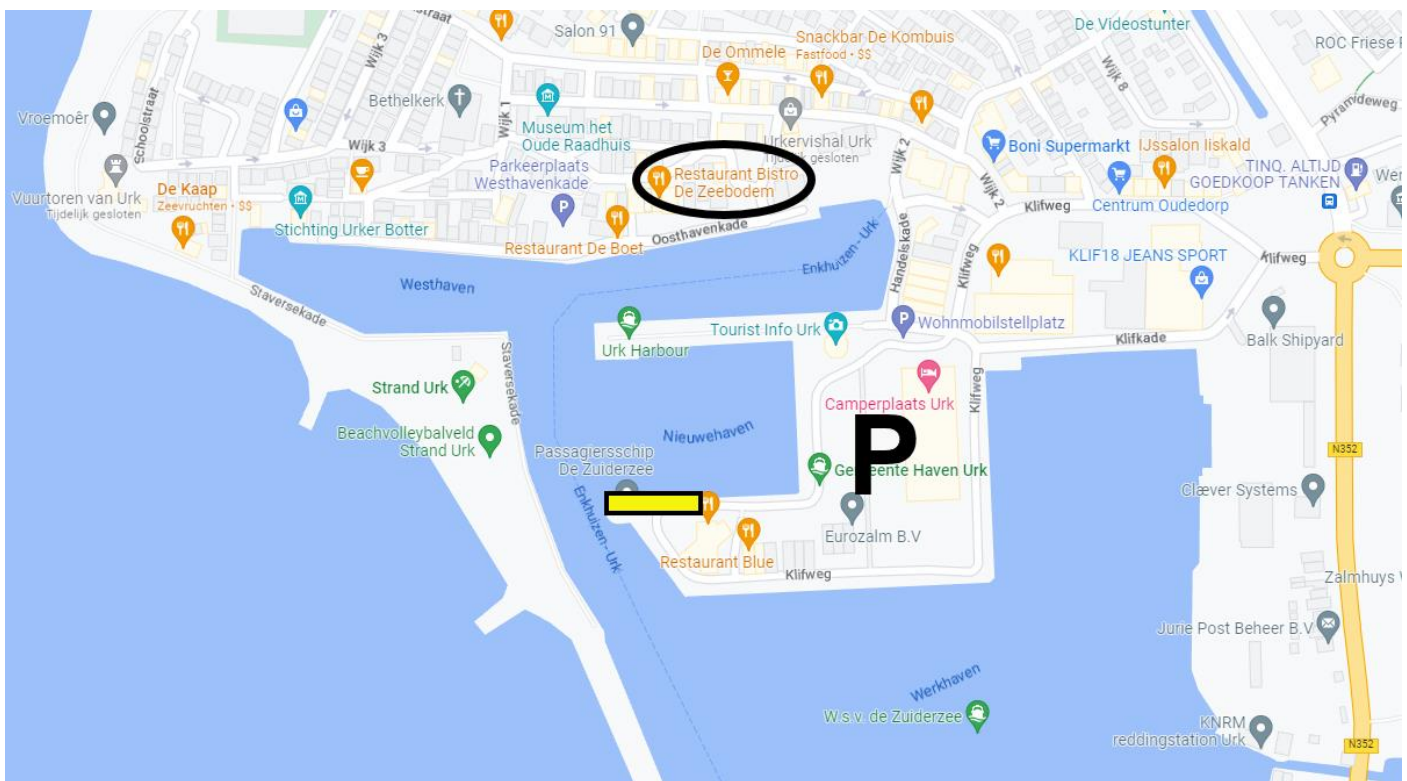 straat
Salon 91
De Videostunter
Snackbar De Kombuis
Fastfood • $$
De Ommele
ROC Friese
Wijk 3
Wijk 8
Bethelkerk
Vroemoêr
Schoolstraat
Wijk 1
Museum het
Oude Raadhuis
Urkervishal Urk
Tijdelijk gesloten
Pyramideweg
Wijk 3
Wijk 2
Boni Supermarkt
IJssalon Iiskald
Parkeerplaats
Westhavenkade
Restaurant Bistro
De Zeebodem
TINQ. ALTIJD
GOEDKOOP TANKEN
Wer
De Kaap
Zeevruchten • $$
Vuurtoren van Urk
Tijdelijk gesloten
Wijk 2
Klifweg
Centrum Oudedorp
Stichting Urker Botter
Restaurant De Boet
Oosthavenkade
Enkhuizen - Urk
Handelskade
Klifweg
KLIF18 JEANS SPORT
Klifweg
Westhaven
Staversekade
Tourist Info Urk
Wohnmobilstellplatz
Klifkade
Balk Shipyard
Urk Harbour
Staversekade
Strand Urk
Camperplaats Urk
Klifweg
Beachvolleybalveld
Strand Urk
Nieuwehaven
P
Passagiersschip
De Zuiderzee
N352
Gemeente Haven Urk
Enkhuizen - Urk
Clæver Systems
Eurozalm B.V
Restaurant Blue
Klifweg
Zalmhuys
Jurie Post Beheer B.V
Werkhaven
W.s.v. de Zuiderzee
KNRM
reddingstation Urk
N352